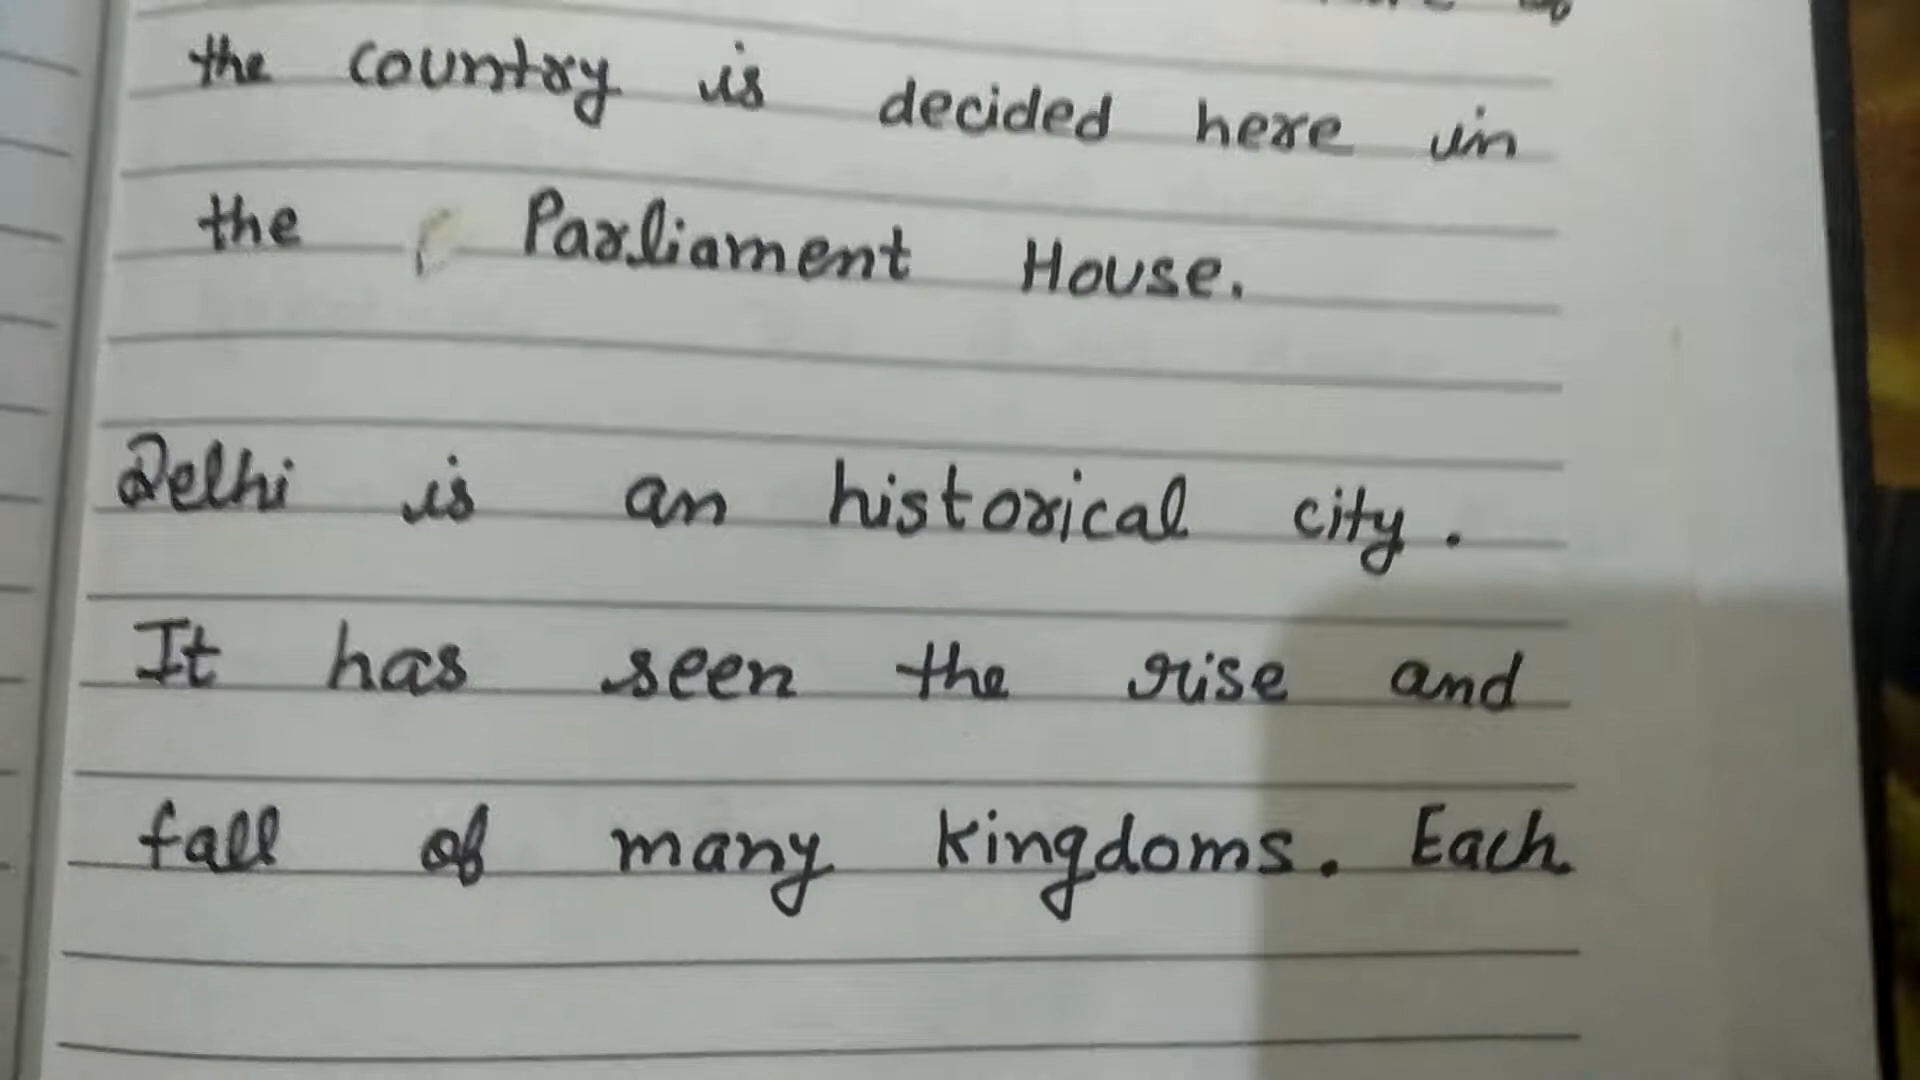 the country is decided here in
the Parliament House.
Delhi is an historical city.
It has seen the rise and
fall of many kingdoms. Each